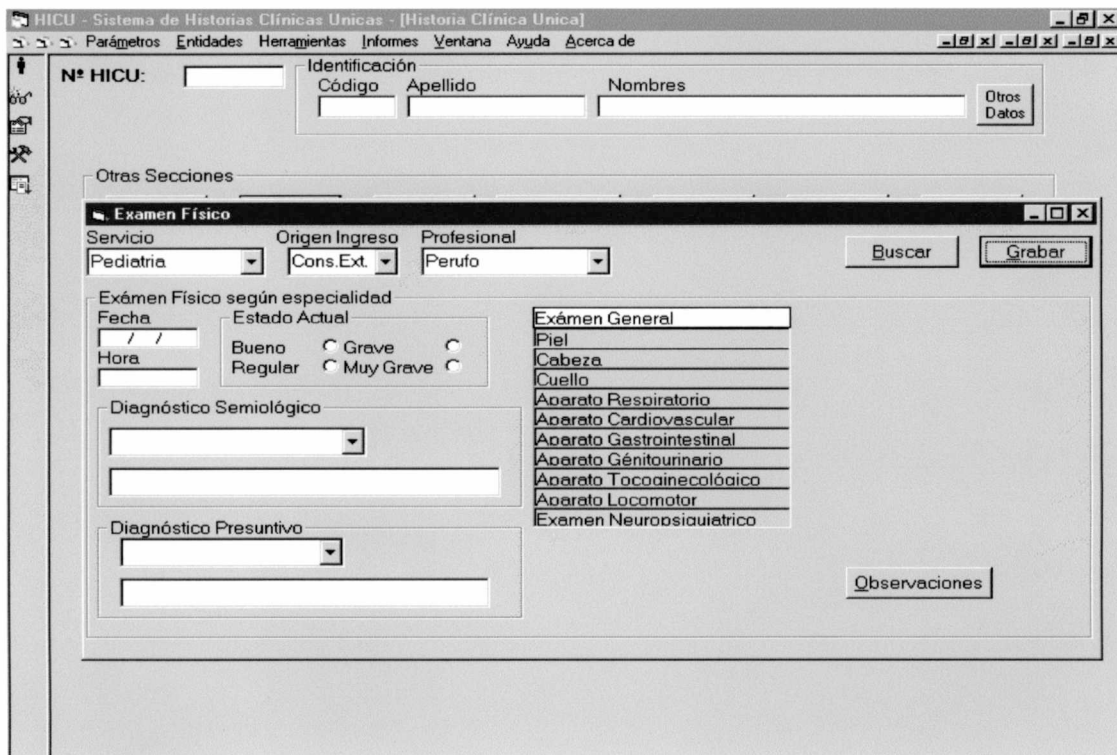 HICU - Sistema de Historias Clínicas Unicas - [Historia Clínica Unica]
Parámetros Entidades Herramientas Informes Ventana Ayuda Acerca de
Nº HICU:
Identificación
Código Apellido Nombres
Otros
Datos
Otras Secciones
Examen Físico
Servicio Origen Ingreso Profesional
Pediatria Cons.Ext. Perufo Buscar Grabar
Exámen Físico según especialidad
Fecha Estado Actual
/ /
Bueno Grave
Hora
Regular Muy Grave
Exámen General
Piel
Cabeza
Cuello
Aparato Respiratorio
Aparato Cardiovascular
Aparato Gastrointestinal
Aparato Génitourinario
Aparato Tocoginecológico
Aparato Locomotor
Examen Neuropsiquiatrico
Diagnóstico Semiológico
Diagnóstico Presuntivo
Observaciones